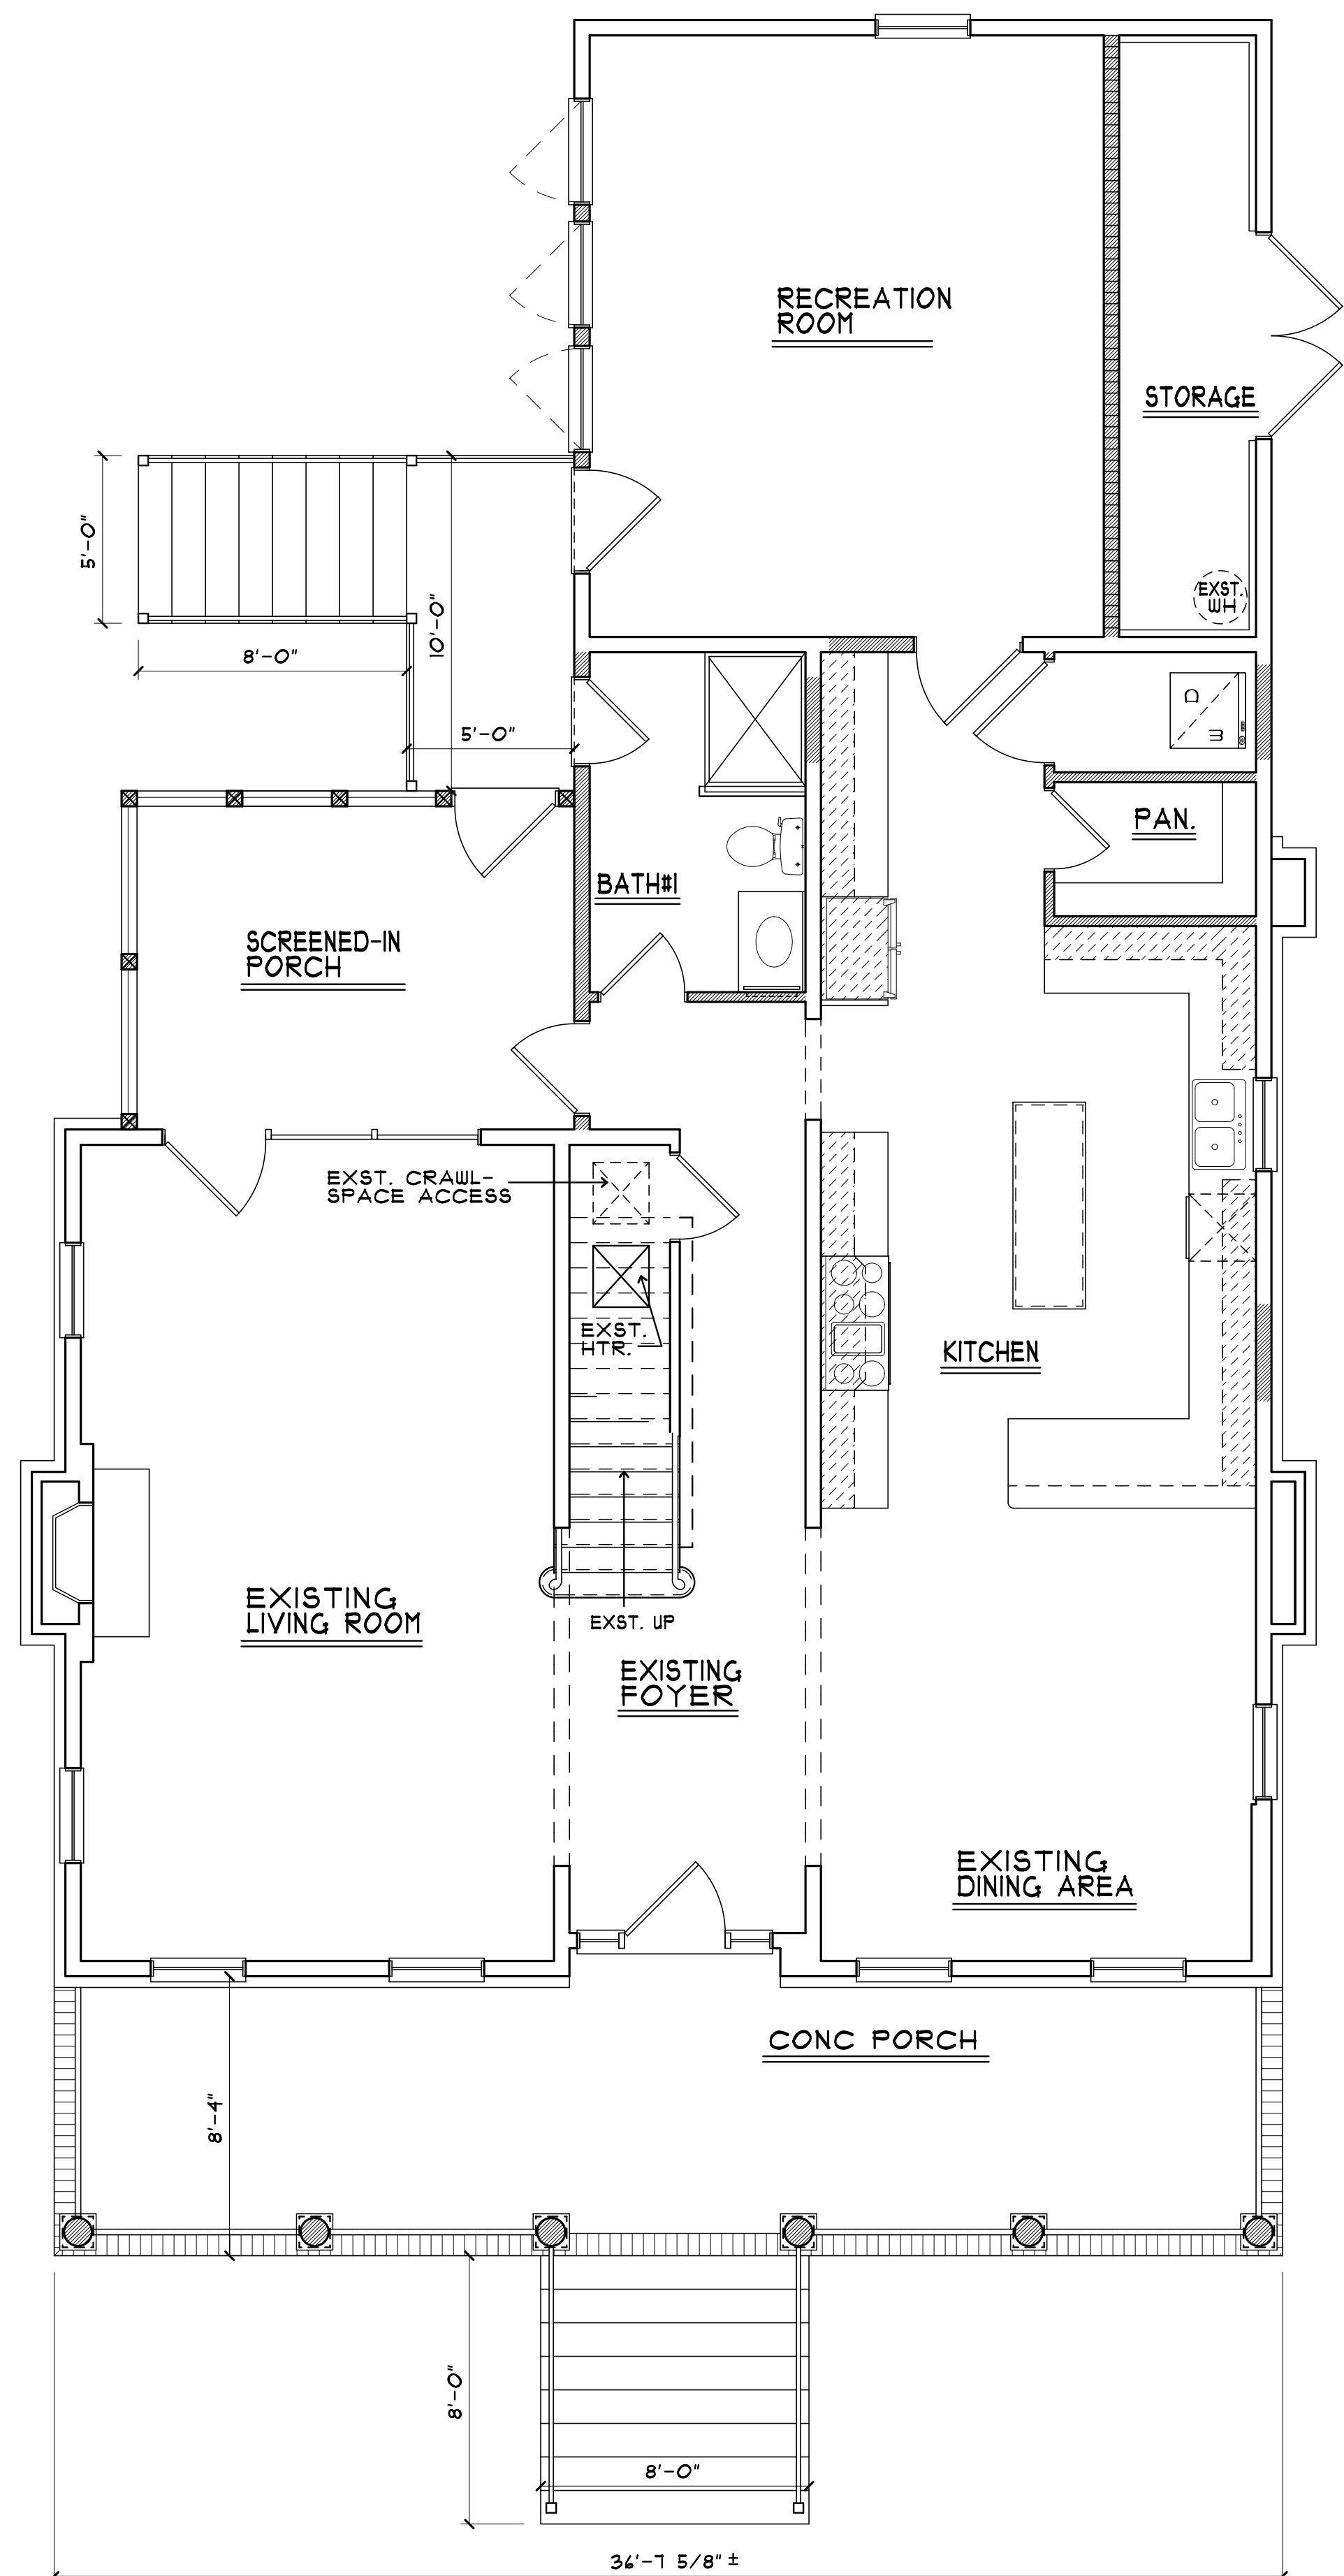 RECREATION
ROOM
STORAGE
EXST.
WH
5'-0"
10'-0"
8'-0"
5'-0"
D
W
PAN.
BATH#1
SCREENED-IN
PORCH
EXST. CRAWL-
SPACE ACCESS
EXST.
HTR.
KITCHEN
EXISTING
LIVING ROOM
EXST. UP
EXISTING
FOYER
EXISTING
DINING AREA
CONC PORCH
8'-4"
8'-0"
8'-0"
36'-7 5/8" ±